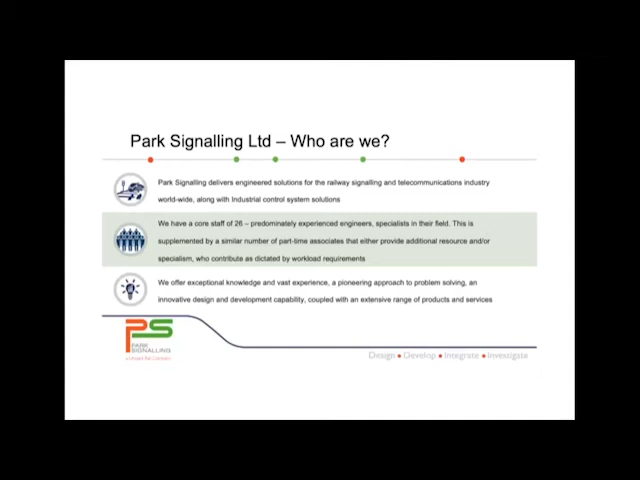 Park Signalling Ltd – Who are we?
Park Signalling delivers engineered solutions for the railway signalling and telecommunications industry
world-wide, along with Industrial control system solutions
We have a core staff of 26 – predominately experienced engineers, specialists in their field. This is
supplemented by a similar number of part-time associates that either provide additional resource and/or
specialism, who contribute as dictated by workload requirements
We offer exceptional knowledge and vast experience, a pioneering approach to problem solving, an
innovative design and development capability, coupled with an extensive range of products and services
PS
PARK
SIGNALLING
Design • Develop • Integrate • Investigate